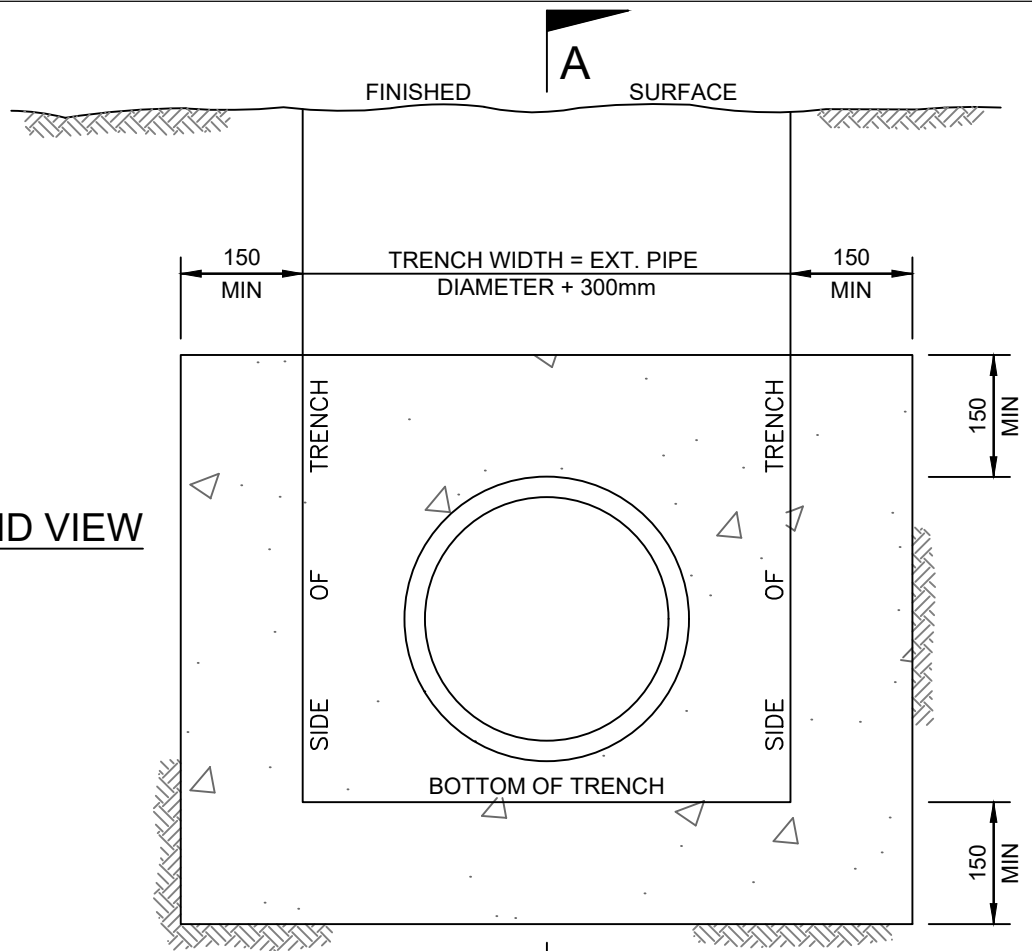 A
FINISHED SURFACE
150
MIN
TRENCH WIDTH = EXT. PIPE
DIAMETER + 300mm
150
MIN
SIDE OF TRENCH
SIDE OF TRENCH
150
MIN
VIEW
BOTTOM OF TRENCH
150
MIN